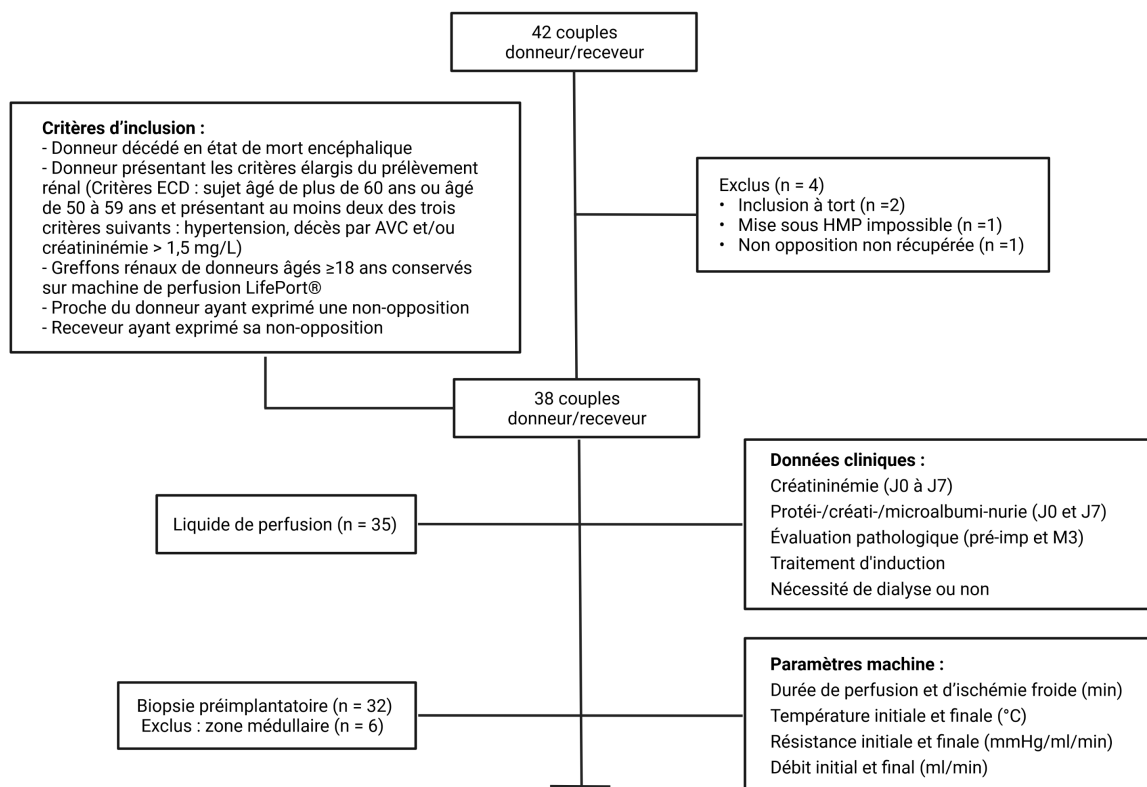 42 couples
donneur/receveur
Critères d'inclusion :
- Donneur décédé en état de mort encéphalique
- Donneur présentant les critères élargis du prélèvement
rénal (Critères ECD : sujet âgé de plus de 60 ans ou âgé
de 50 à 59 ans et présentant au moins deux des trois
critères suivants : hypertension, décès par AVC et/ou
créatininémie > 1,5 mg/L)
- Greffons rénaux de donneurs âgés ≥18 ans conservés
sur machine de perfusion LifePort®
- Proche du donneur ayant exprimé une non-opposition
- Receveur ayant exprimé sa non-opposition
Exclus (n = 4)
• Inclusion à tort (n =2)
• Mise sous HMP impossible (n =1)
• Non opposition non récupérée (n =1)
38 couples
donneur/receveur
Liquide de perfusion (n = 35)
Données cliniques :
Créatininémie (J0 à J7)
Protéi-/créati-/microalbumi-nurie (J0 et J7)
Évaluation pathologique (pré-imp et M3)
Traitement d'induction
Nécessité de dialyse ou non
Biopsie préimplantatoire (n = 32)
Exclus : zone médullaire (n = 6)
Paramètres machine :
Durée de perfusion et d'ischémie froide (min)
Température initiale et finale (°C)
Résistance initiale et finale (mmHg/ml/min)
Débit initial et final (ml/min)